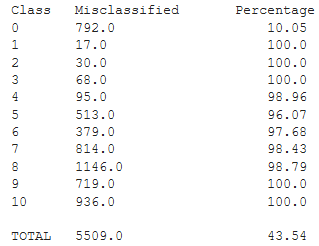 Class Misclassified Percentage
0 792.0 10.05
1 17.0 100.0
2 30.0 100.0
3 68.0 100.0
4 95.0 98.96
5 513.0 96.07
6 379.0 97.68
7 814.0 98.43
8 1146.0 98.79
9 719.0 100.0
10 936.0 100.0
TOTAL 5509.0 43.54